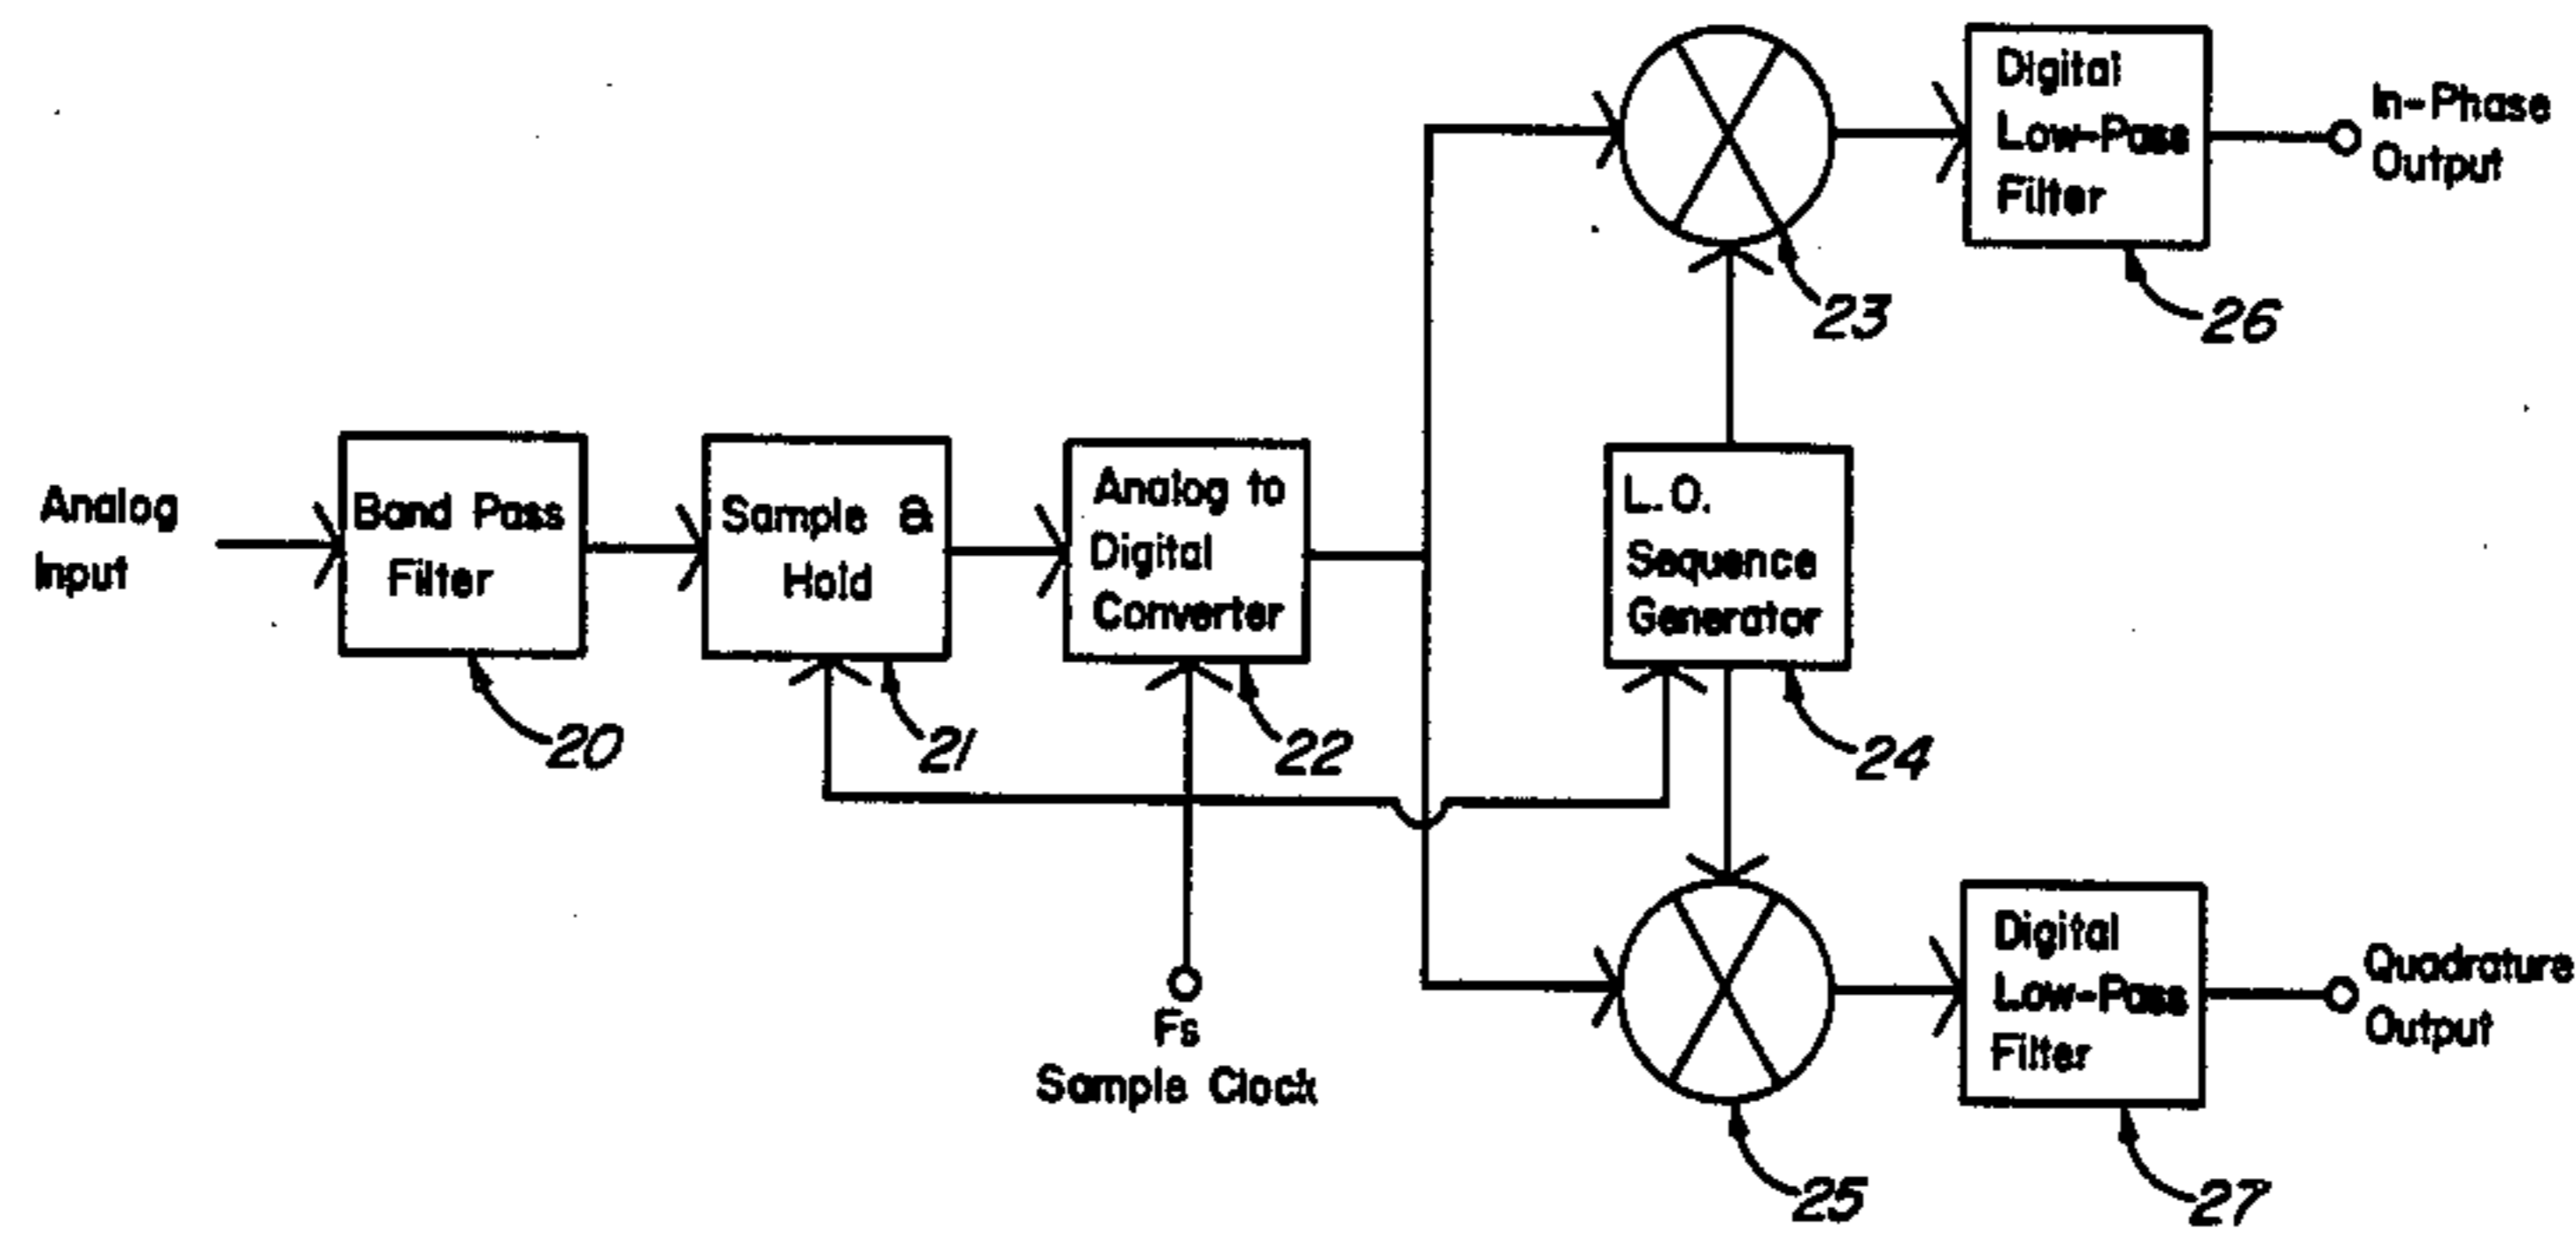 Analog
Input
Band Pass
Filter
20
Sample &
Hold
21
Analog to
Digital
Converter
22
Fs
Sample Clock
L.O.
Sequence
Generator
24
23
Digital
Low-Pass
Filter
26
In-Phase
Output
25
Digital
Low-Pass
Filter
27
Quadrature
Output